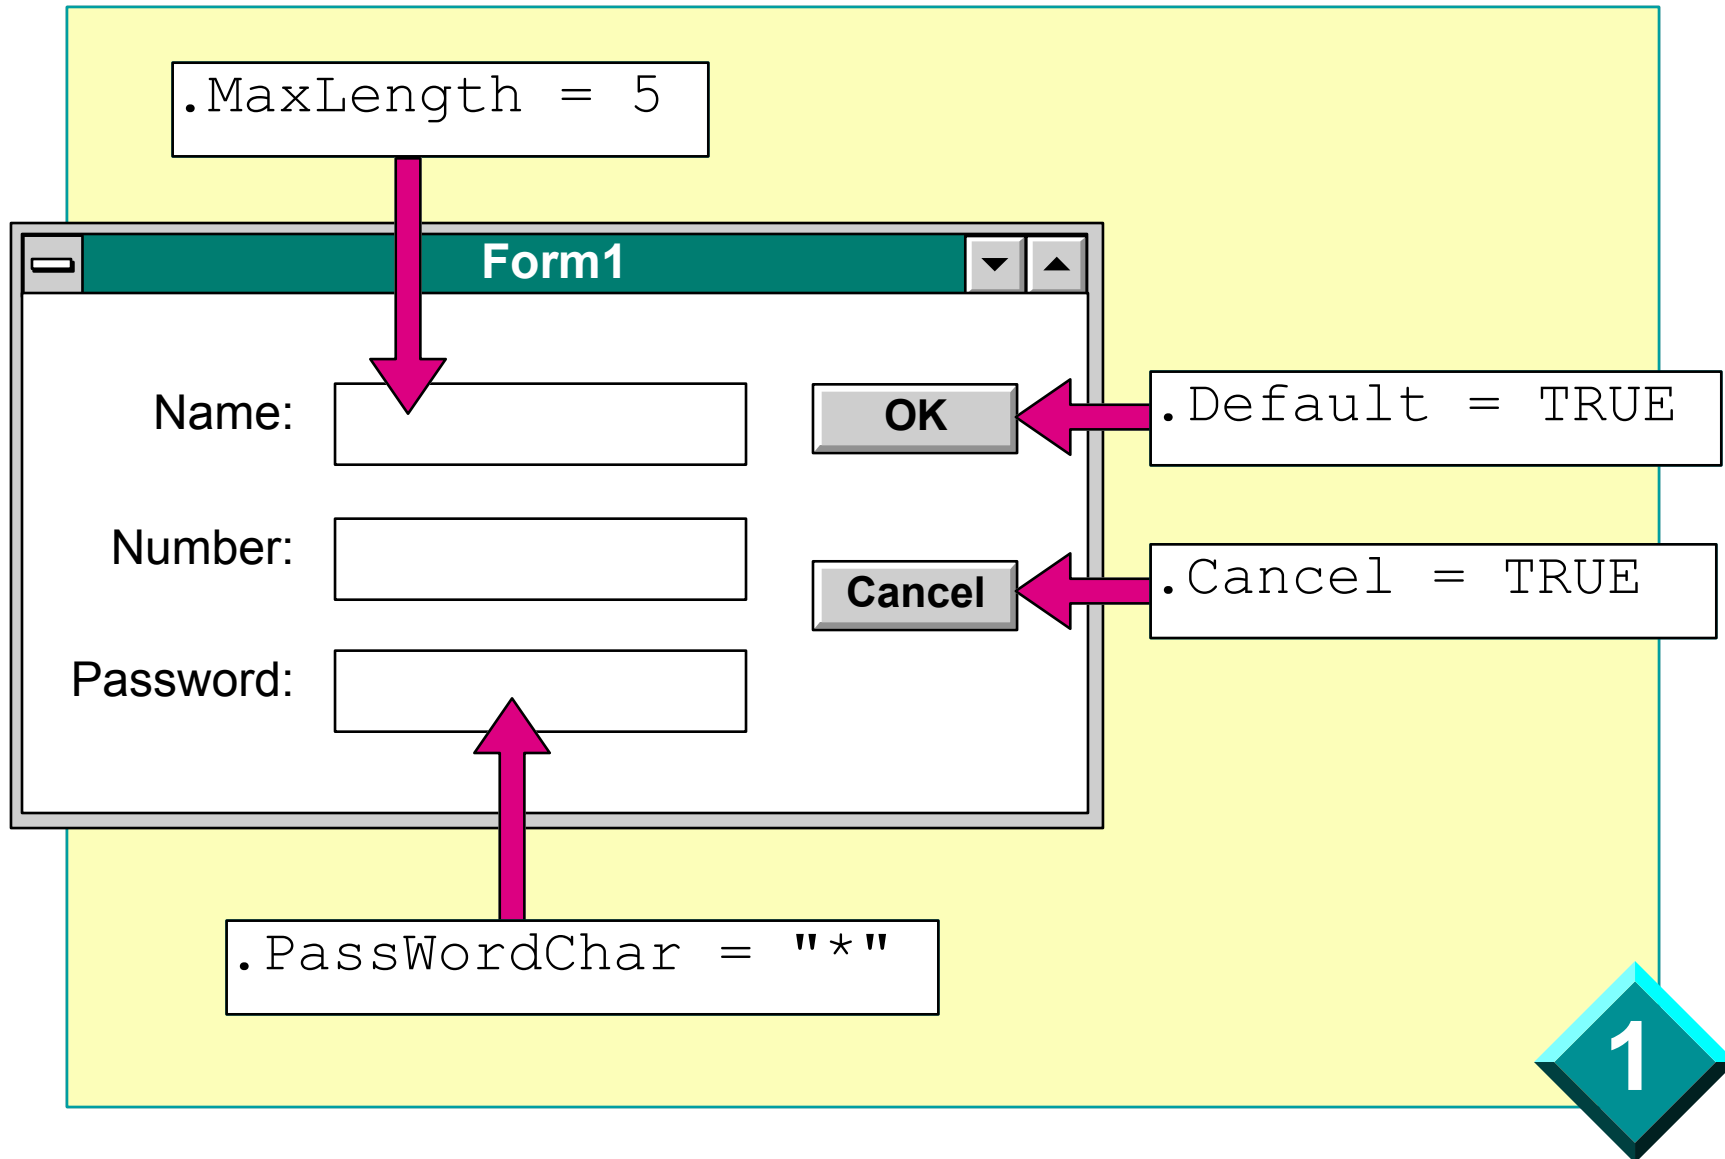 .MaxLength = 5
Form1
Name:
OK
.Default = TRUE
Number:
Cancel
.Cancel = TRUE
Password:
.PassWordChar = "*"
1